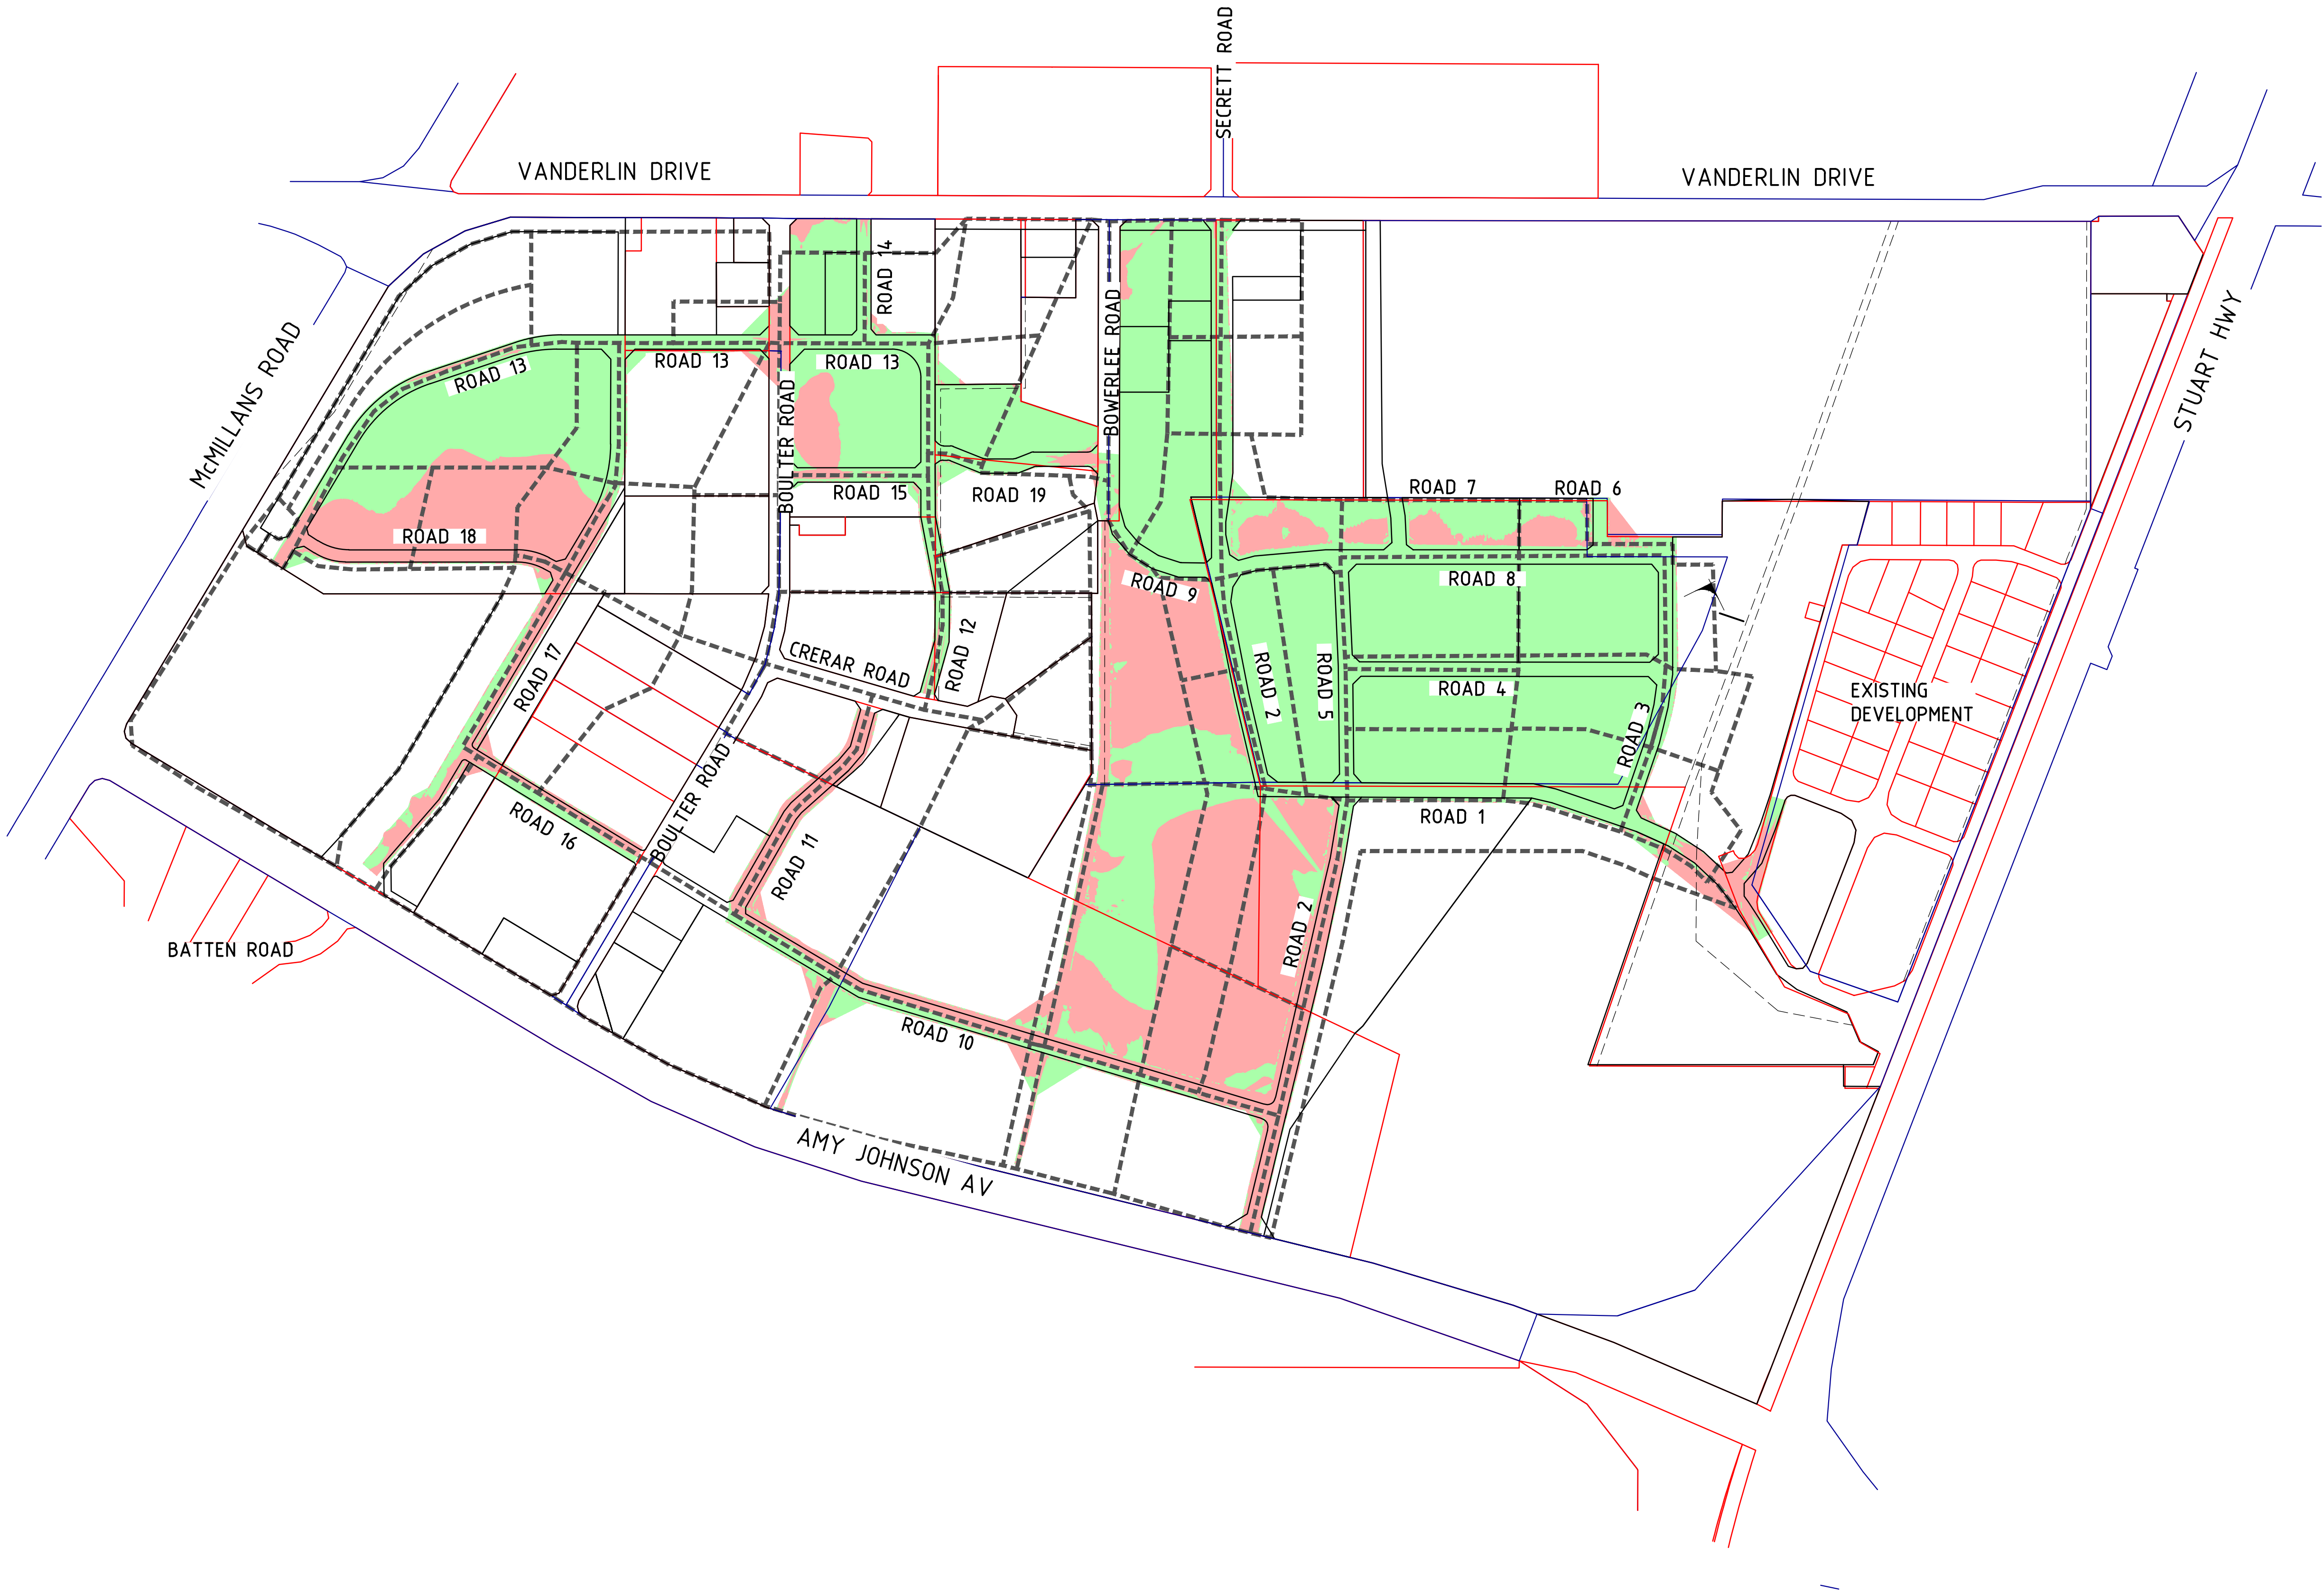 SECRETT ROAD
VANDERLIN DRIVE
VANDERLIN DRIVE
ROAD 14
McMILLANS ROAD
BOWERLEE ROAD
STUART HWY
ROAD 13
ROAD 13
ROAD 13
BOULTER ROAD
ROAD 15
ROAD 19
ROAD 7
ROAD 6
ROAD 18
ROAD 9
ROAD 8
ROAD 17
CRERAR ROAD
ROAD 12
ROAD 2
ROAD 5
ROAD 4
ROAD 3
EXISTING
DEVELOPMENT
ROAD 16
BOULTER ROAD
ROAD 11
ROAD 1
BATTEN ROAD
ROAD 2
ROAD 10
AMY JOHNSON AV